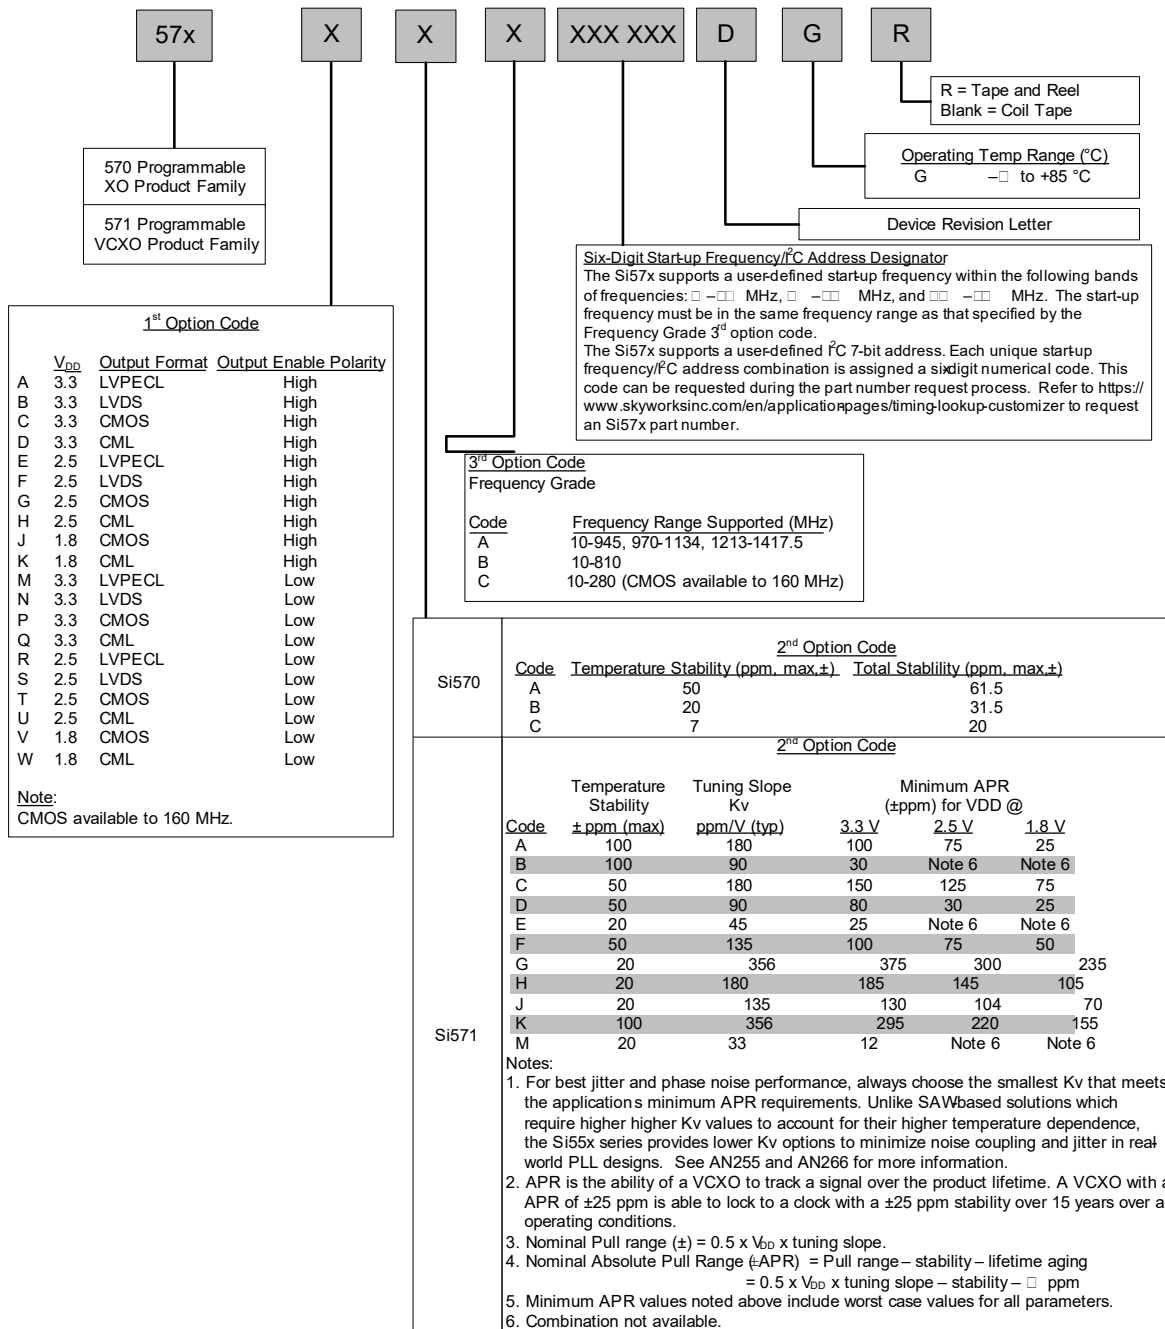 57x X X X XXX XXX D G R
R = Tape and Reel
Blank = Coil Tape
Operating Temp Range (°C)
G –□ to +85 °C
Device Revision Letter
570 Programmable
XO Product Family
571 Programmable
VCXO Product Family
Six-Digit Start-up Frequency/I²C Address Designator
The Si57x supports a user-defined start-up frequency within the following bands
of frequencies: □ –□□ MHz, □ –□□ MHz, and □□ –□□ MHz. The start-up
frequency must be in the same frequency range as that specified by the
Frequency Grade 3rd option code.
The Si57x supports a user-defined I²C 7-bit address. Each unique start-up
frequency/I²C address combination is assigned a six-digit numerical code. This
code can be requested during the part number request process. Refer to https://
www.skyworksinc.com/en/application-pages/timing-lookup-customizer to request
an Si57x part number.
1st Option Code
VDD Output Format Output Enable Polarity
A 3.3 LVPECL High
B 3.3 LVDS High
C 3.3 CMOS High
D 3.3 CML High
E 2.5 LVPECL High
F 2.5 LVDS High
G 2.5 CMOS High
H 2.5 CML High
J 1.8 CMOS High
K 1.8 CML High
M 3.3 LVPECL Low
N 3.3 LVDS Low
P 3.3 CMOS Low
Q 3.3 CML Low
R 2.5 LVPECL Low
S 2.5 LVDS Low
T 2.5 CMOS Low
U 2.5 CML Low
V 1.8 CMOS Low
W 1.8 CML Low
Note:
CMOS available to 160 MHz.
3rd Option Code
Frequency Grade
Code Frequency Range Supported (MHz)
A 10-945, 970-1134, 1213-1417.5
B 10-810
C 10-280 (CMOS available to 160 MHz)
Si570
2nd Option Code
Code Temperature Stability (ppm, max,±) Total Stablility (ppm, max,±)
A 50 61.5
B 20 31.5
C 7 20
Si571
2nd Option Code
Temperature Tuning Slope Minimum APR
Stability Kv (±ppm) for VDD @
Code ± ppm (max) ppm/V (typ) 3.3 V 2.5 V 1.8 V
A 100 180 100 75 25
B 100 90 30 Note 6 Note 6
C 50 180 150 125 75
D 50 90 80 30 25
E 20 45 25 Note 6 Note 6
F 50 135 100 75 50
G 20 356 375 300 235
H 20 180 185 145 105
J 20 135 130 104 70
K 100 356 295 220 155
M 20 33 12 Note 6 Note 6
Notes:
1. For best jitter and phase noise performance, always choose the smallest Kv that meets
the application s minimum APR requirements. Unlike SAW-based solutions which
require higher higher Kv values to account for their higher temperature dependence,
the Si55x series provides lower Kv options to minimize noise coupling and jitter in real-
world PLL designs. See AN255 and AN266 for more information.
2. APR is the ability of a VCXO to track a signal over the product lifetime. A VCXO with a
APR of ±25 ppm is able to lock to a clock with a ±25 ppm stability over 15 years over a
operating conditions.
3. Nominal Pull range (±) = 0.5 x VDD x tuning slope.
4. Nominal Absolute Pull Range (±APR) = Pull range – stability – lifetime aging
= 0.5 x VDD x tuning slope – stability – □ ppm
5. Minimum APR values noted above include worst case values for all parameters.
6. Combination not available.